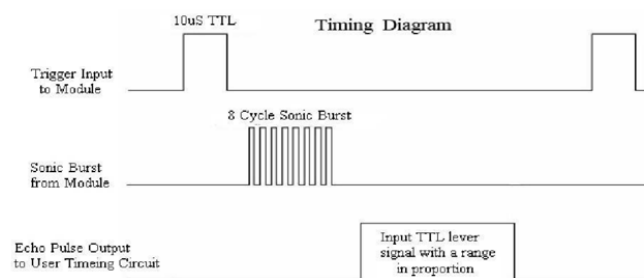 10uS TTL
Timing Diagram
Trigger Input
to Module
8 Cycle Sonic Burst
Sonic Burst
from Module
Echo Pulse Output
to User Timeing Circuit
Input TTL lever
signal with a range
in proportion